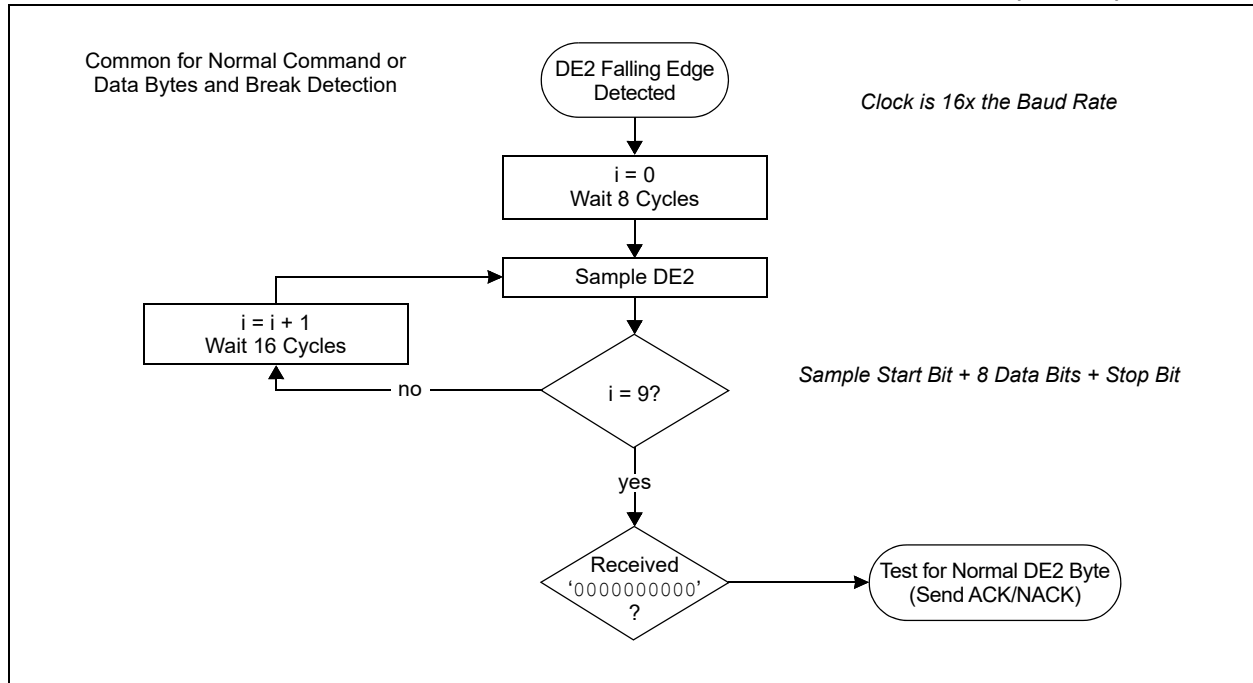 Common for Normal Command or
Data Bytes and Break Detection
DE2 Falling Edge
Detected
Clock is 16x the Baud Rate
i = 0
Wait 8 Cycles
Sample DE2
i = i + 1
Wait 16 Cycles
no
i = 9?
Sample Start Bit + 8 Data Bits + Stop Bit
yes
Received
‘0000000000’
?
Test for Normal DE2 Byte
(Send ACK/NACK)